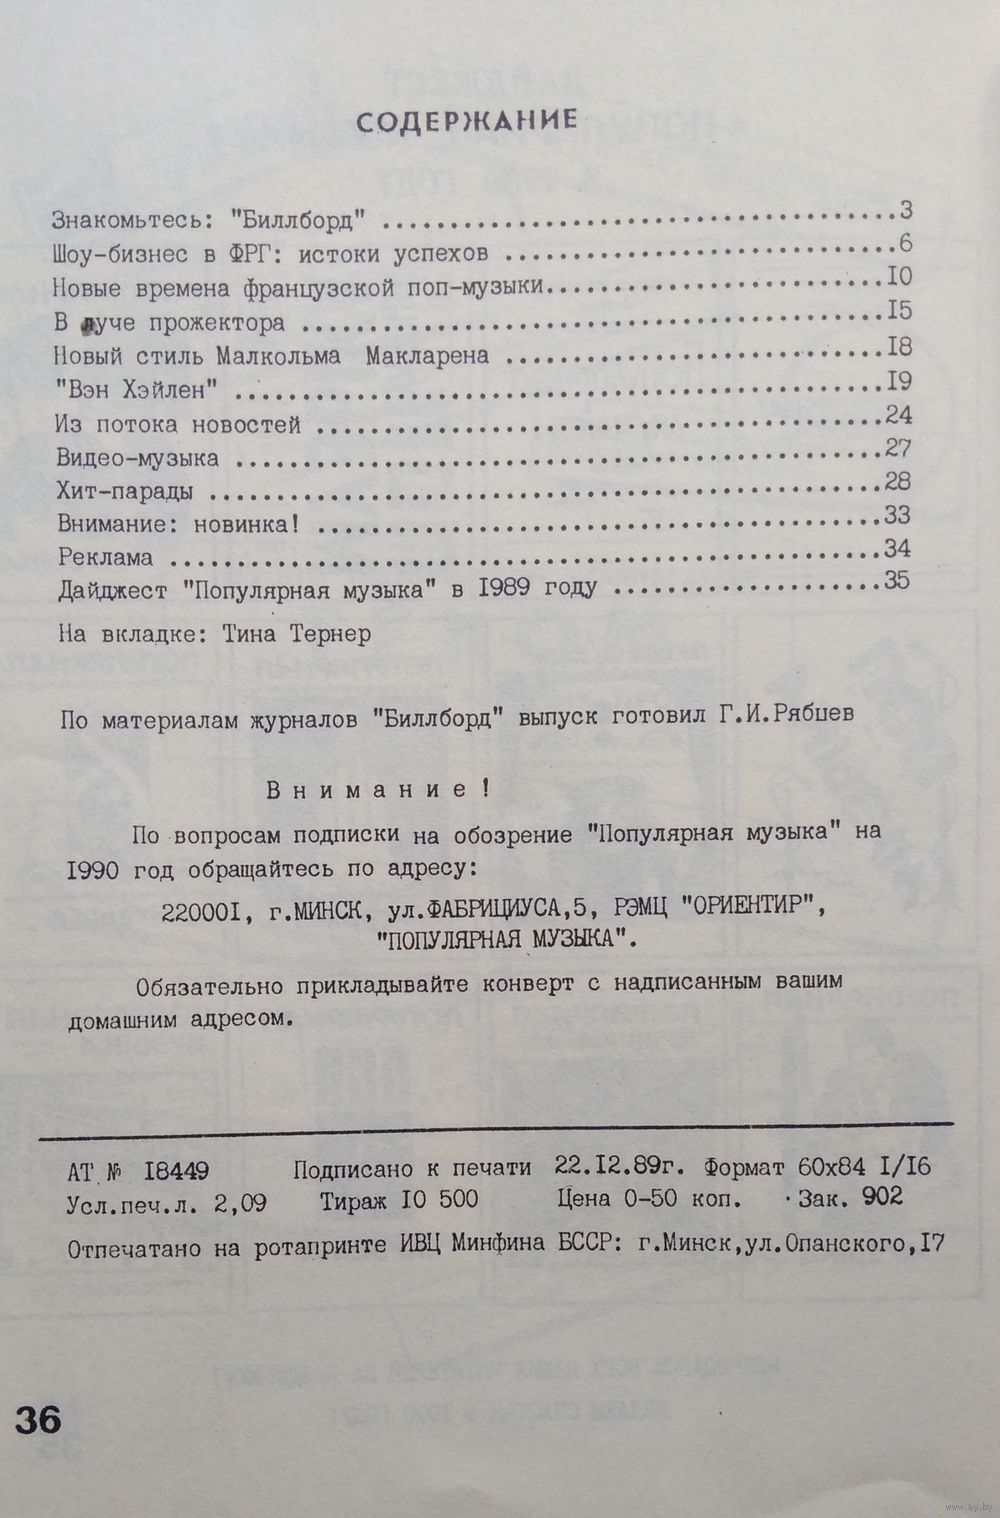 СОДЕРЖАНИЕ
Знакомьтесь: "Биллборд" ........................................3
Шоу-бизнес в ФРГ: истоки успехов ..............................6
Новые времена французской поп-музыки..........................10
В луче прожектора ............................................15
Новый стиль Малкольма Макларена ..............................18
"Вэн Хэйлен" .................................................19
Из потока новостей ...........................................24
Видео-музыка .................................................27
Хит-парады ...................................................28
Внимание: новинка! ...........................................33
Реклама ......................................................34
Дайджест "Популярная музыка" в 1989 году .....................35
На вкладке: Тина Тернер
По материалам журналов "Биллборд" выпуск готовил Г.И.Рябцев
Внимание!
По вопросам подписки на обозрение "Популярная музыка" на
1990 год обращайтесь по адресу:
220001, г.МИНСК, ул.ФАБРИЦИУСА,5, РЭМЦ "ОРИЕНТИР",
"ПОПУЛЯРНАЯ МУЗЫКА".
Обязательно прикладывайте конверт с надписанным вашим
домашним адресом.
АТ № 18449 Подписано к печати 22.12.89г. Формат 60х84 1/16
Усл.печ.л. 2,09 Тираж 10 500 Цена 0-50 коп. Зак. 902
Отпечатано на ротапринте ИВЦ Минфина БССР: г.Минск,ул.Опанского,17
36
www.ay.by